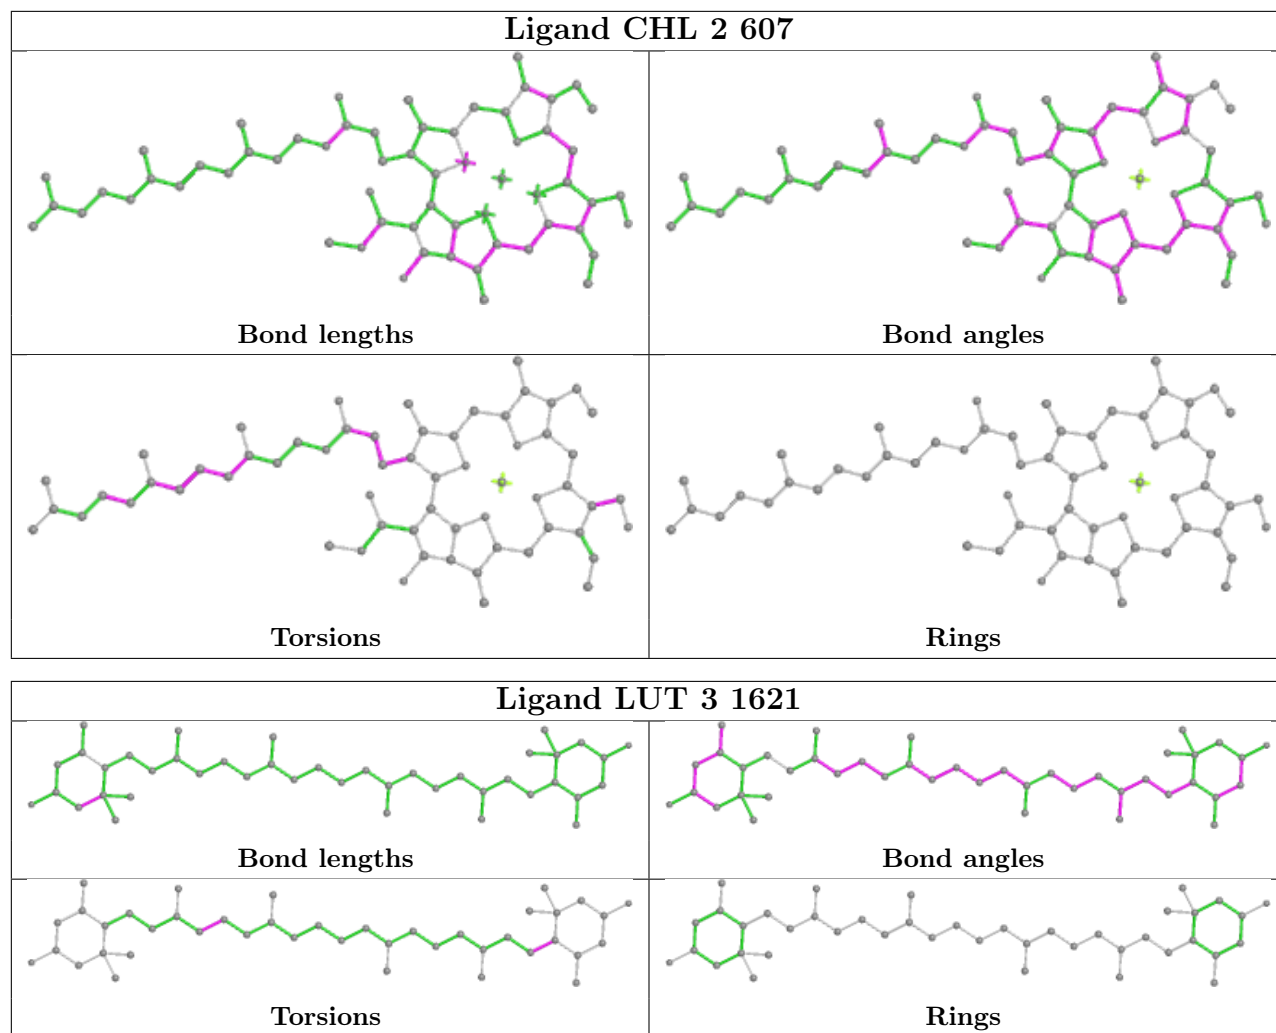 Ligand CHL 2 607
Bond lengths
Bond angles
Torsions
Rings
Ligand LUT 3 1621
Bond lengths
Bond angles
Torsions
Rings